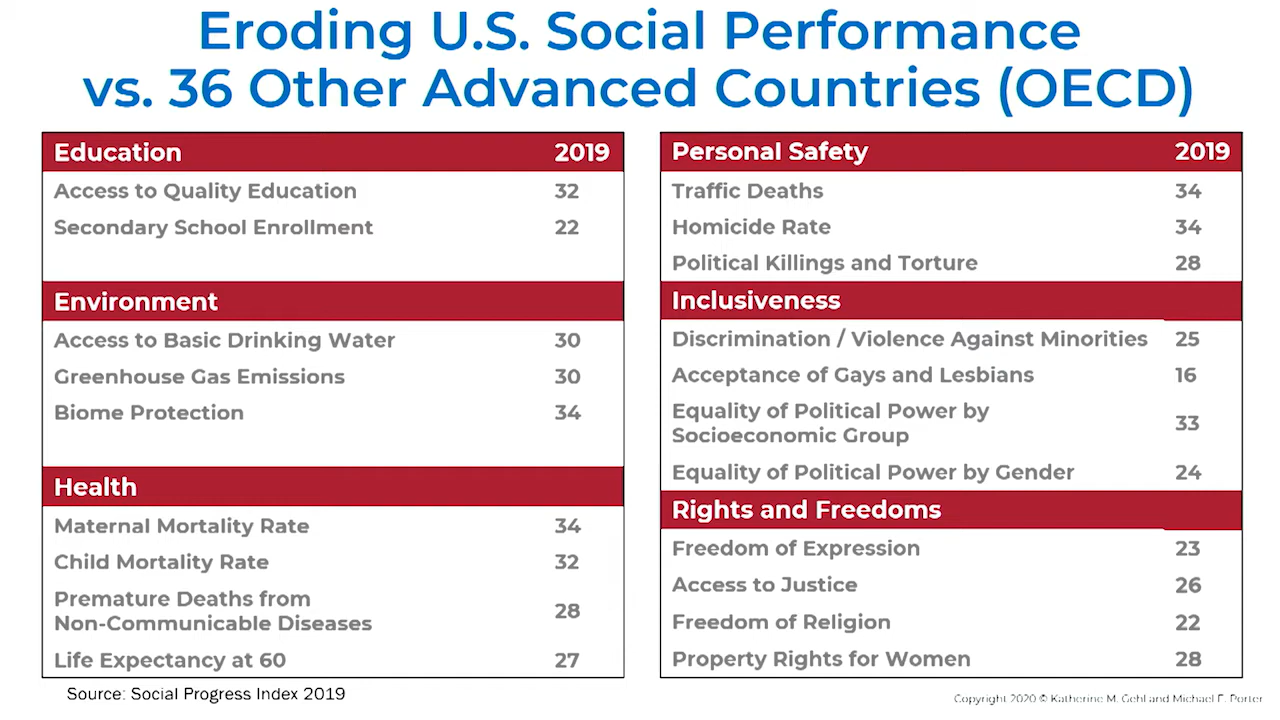 Eroding U.S. Social Performance
vs. 36 Other Advanced Countries (OECD)
Education 2019
Access to Quality Education 32
Secondary School Enrollment 22
Environment
Access to Basic Drinking Water 30
Greenhouse Gas Emissions 30
Biome Protection 34
Health
Maternal Mortality Rate 34
Child Mortality Rate 32
Premature Deaths from
Non-Communicable Diseases 28
Life Expectancy at 60 27
Personal Safety 2019
Traffic Deaths 34
Homicide Rate 34
Political Killings and Torture 28
Inclusiveness
Discrimination / Violence Against Minorities 25
Acceptance of Gays and Lesbians 16
Equality of Political Power by
Socioeconomic Group 33
Equality of Political Power by Gender 24
Rights and Freedoms
Freedom of Expression 23
Access to Justice 26
Freedom of Religion 22
Property Rights for Women 28
Source: Social Progress Index 2019
Copyright 2020 © Katherine M. Gehl and Michael E. Porter